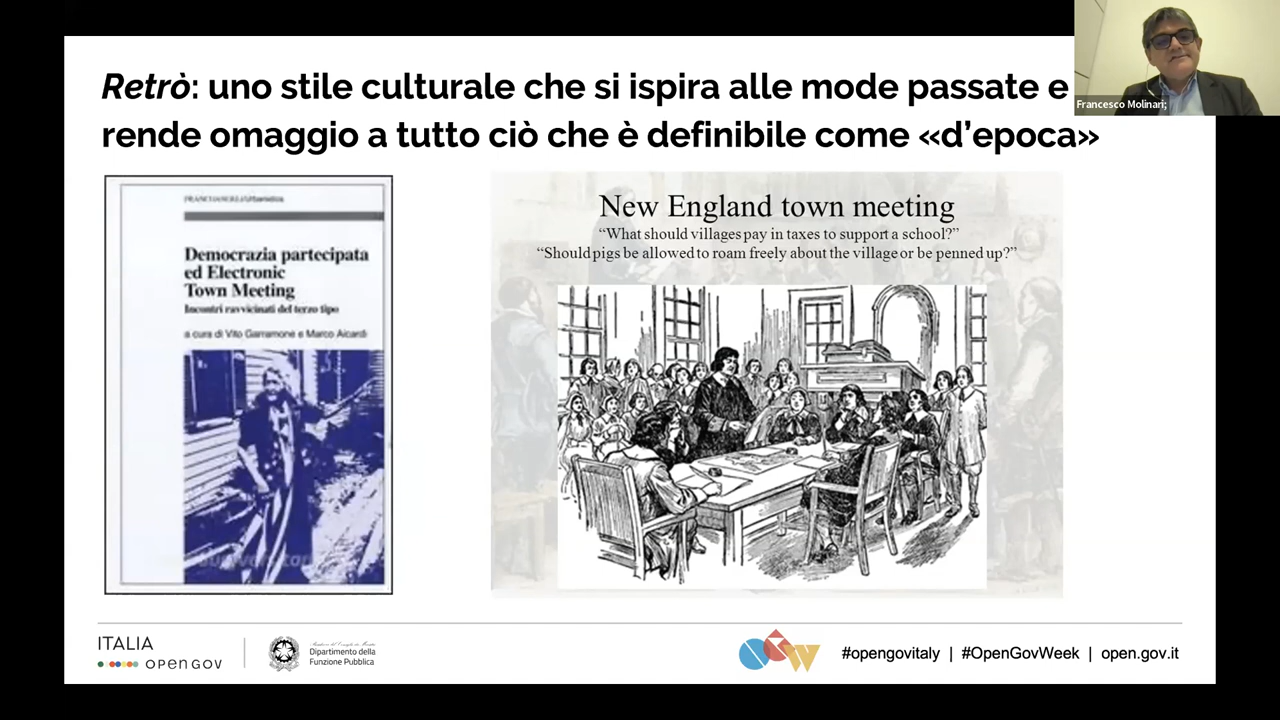 Retrò: uno stile culturale che si ispira alle mode passate e
rende omaggio a tutto ciò che è definibile come «d'epoca»
Francesco Molinari;
FRANCOANGELI/Urbanistica
Democrazia partecipata
ed Electronic
Town Meeting
Incontri ravvicinati del terzo tipo
a cura di Vito Garramone e Marco Aicardi
New England town meeting
“What should villages pay in taxes to support a school?”
“Should pigs be allowed to roam freely about the village or be penned up?”
ITALIA
OPEN GOV
Dipartimento della
Funzione Pubblica
OGW
#opengovitaly | #OpenGovWeek | open.gov.it